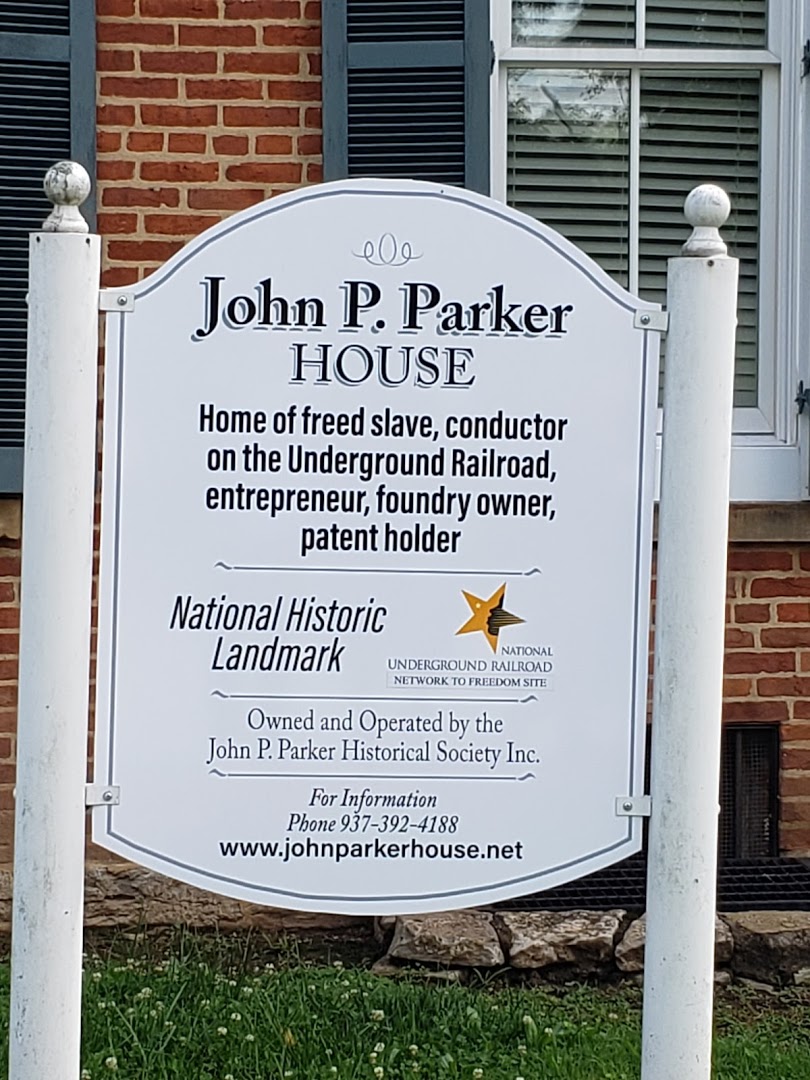 John P. Parker
HOUSE
Home of freed slave, conductor
on the Underground Railroad,
entrepreneur, foundry owner,
patent holder
National Historic
Landmark
NATIONAL
UNDERGROUND RAILROAD
NETWORK TO FREEDOM SITE
Owned and Operated by the
John P. Parker Historical Society Inc.
For Information
Phone 937-392-4188
www.johnparkerhouse.net